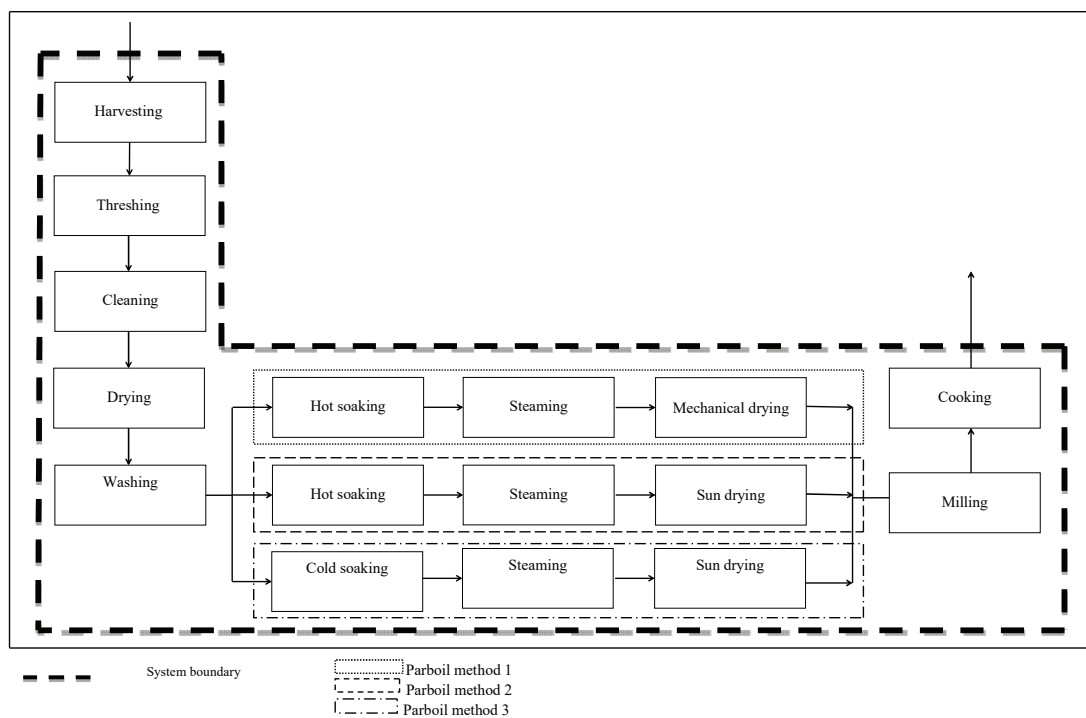 Harvesting
Threshing
Cleaning
Drying
Washing
Hot soaking
Steaming
Mechanical drying
Hot soaking
Steaming
Sun drying
Cold soaking
Steaming
Sun drying
Cooking
Milling
System boundary
Parboil method 1
Parboil method 2
Parboil method 3